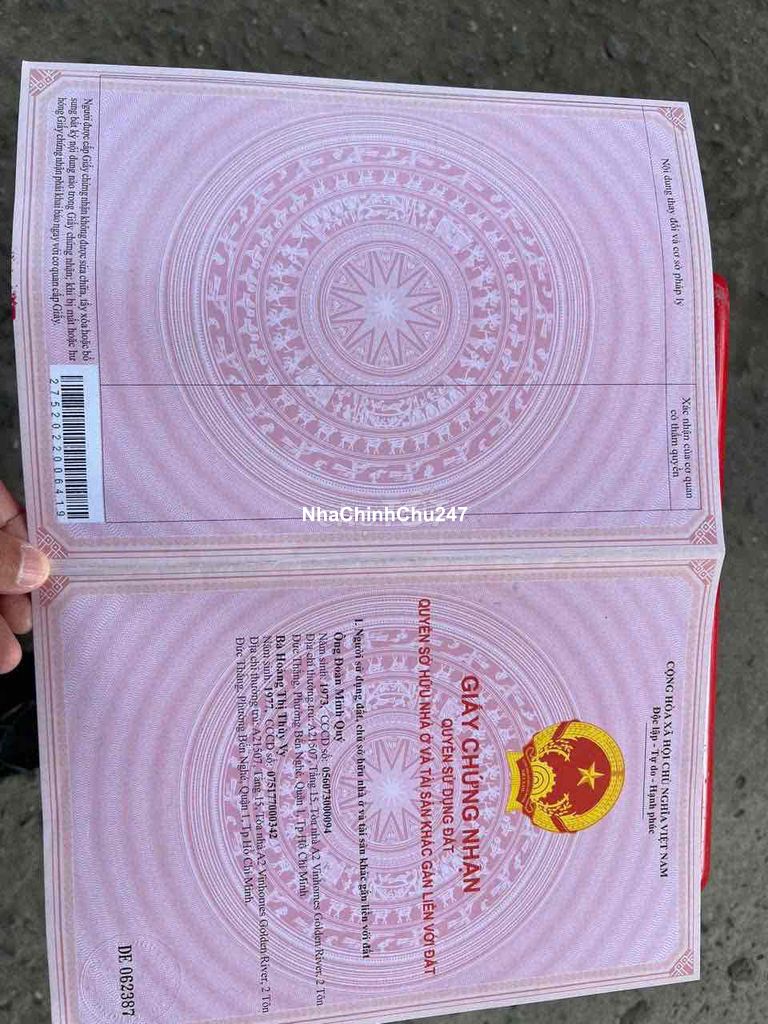 Người được cấp Giấy chứng nhận không được sửa chữa, tẩy xóa hoặc bổ
sung bất kỳ nội dung nào trong Giấy chứng nhận; khi bị mất hoặc hư
hỏng Giấy chứng nhận phải khai báo ngay với cơ quan cấp Giấy.
2752022006419
Nội dung thay đổi và cơ sở pháp lý
Xác nhận của cơ quan
có thẩm quyền
NhaChinhChu247
CỘNG HÒA XÃ HỘI CHỦ NGHĨA VIỆT NAM
Độc lập - Tự do - Hạnh phúc
GIẤY CHỨNG NHẬN
QUYỀN SỬ DỤNG ĐẤT
QUYỀN SỞ HỮU NHÀ Ở VÀ TÀI SẢN KHÁC GẮN LIỀN VỚI ĐẤT
I. Người sử dụng đất, chủ sở hữu nhà ở và tài sản khác gắn liền với đất
Ông Đoàn Minh Quý
Năm sinh: 1973, CCCD số: 056073000094
Địa chỉ thường trú: A21507, Tầng 15, Tòa nhà A2 Vinhomes Golden River, 2 Tôn
Đức Thắng, Phường Bến Nghé, Quận 1, Tp Hồ Chí Minh
Bà Hoàng Thị Thúy Vy
Năm sinh: 1977, CCCD số: 075177000342
Địa chỉ thường trú: A21507, Tầng 15, Tòa nhà A2 Vinhomes Golden River, 2 Tôn
Đức Thắng, Phường Bến Nghé, Quận 1, Tp Hồ Chí Minh
DE 062387